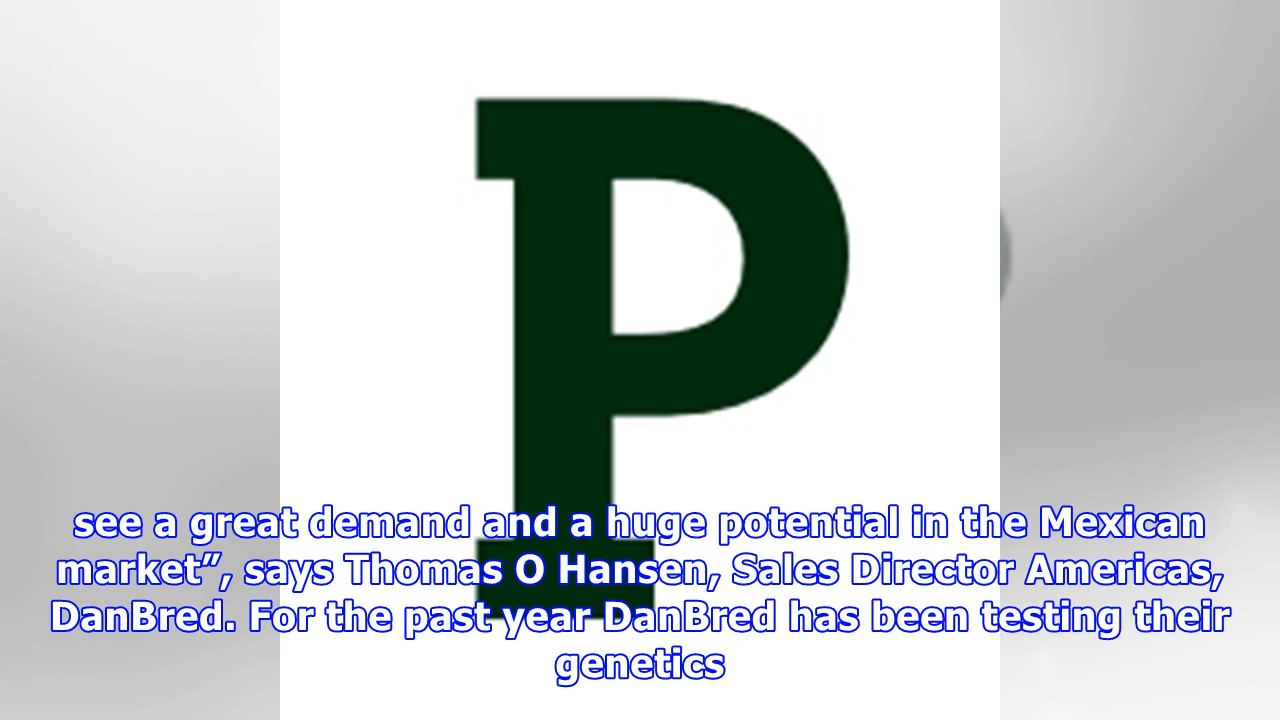 P
see a great demand and a huge potential in the Mexican
market”, says Thomas O Hansen, Sales Director Americas,
DanBred. For the past year DanBred has been testing their
genetics